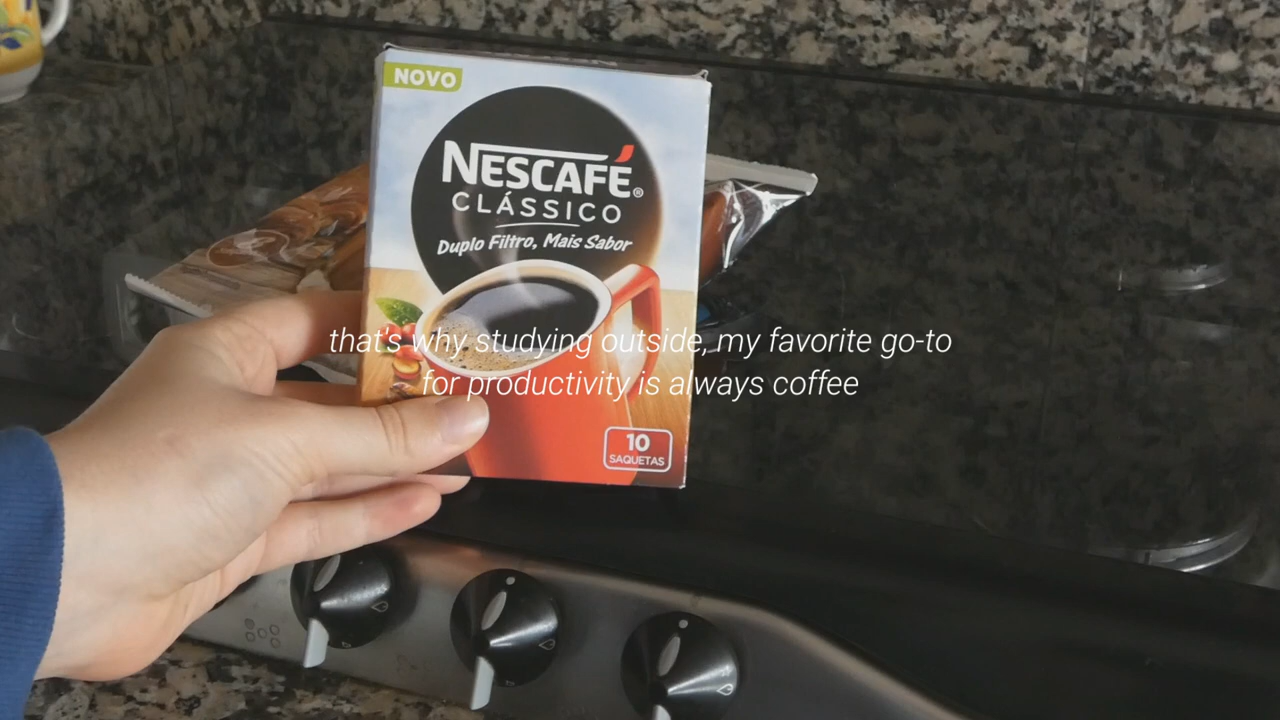 NOVO
NESCAFÉ®
CLÁSSICO
Duplo Filtro, Mais Sabor
that's why studying outside, my favorite go-to
for productivity is always coffee
10
SAQUETAS